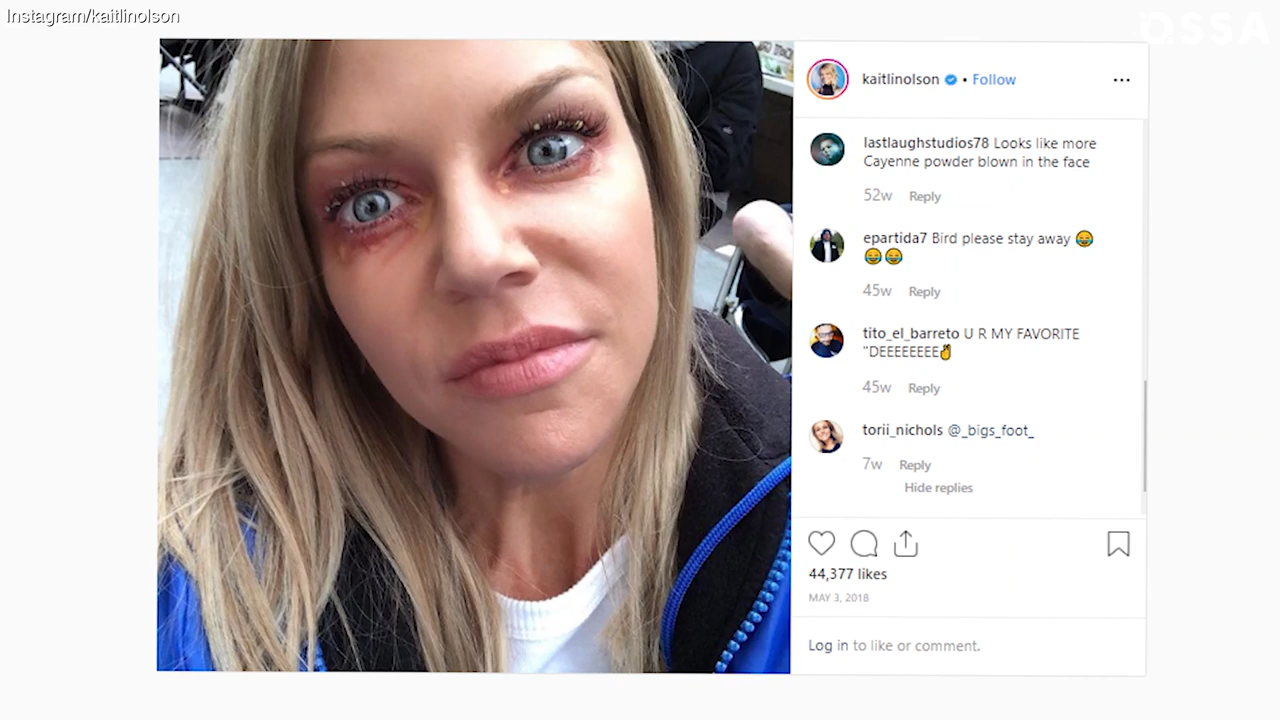 Instagram/kaitlinolson
QSSA
kaitlinolson • Follow
lastlaughstudios78 Looks like more
Cayenne powder blown in the face
52w Reply
epartida7 Bird please stay away 😂
😂😂
45w Reply
tito_el_barreto U R MY FAVORITE
"DEEEEEEEE✌
45w Reply
torii_nichols @_bigs_foot_
7w Reply
Hide replies
44,377 likes
MAY 3, 2018
Log in to like or comment.